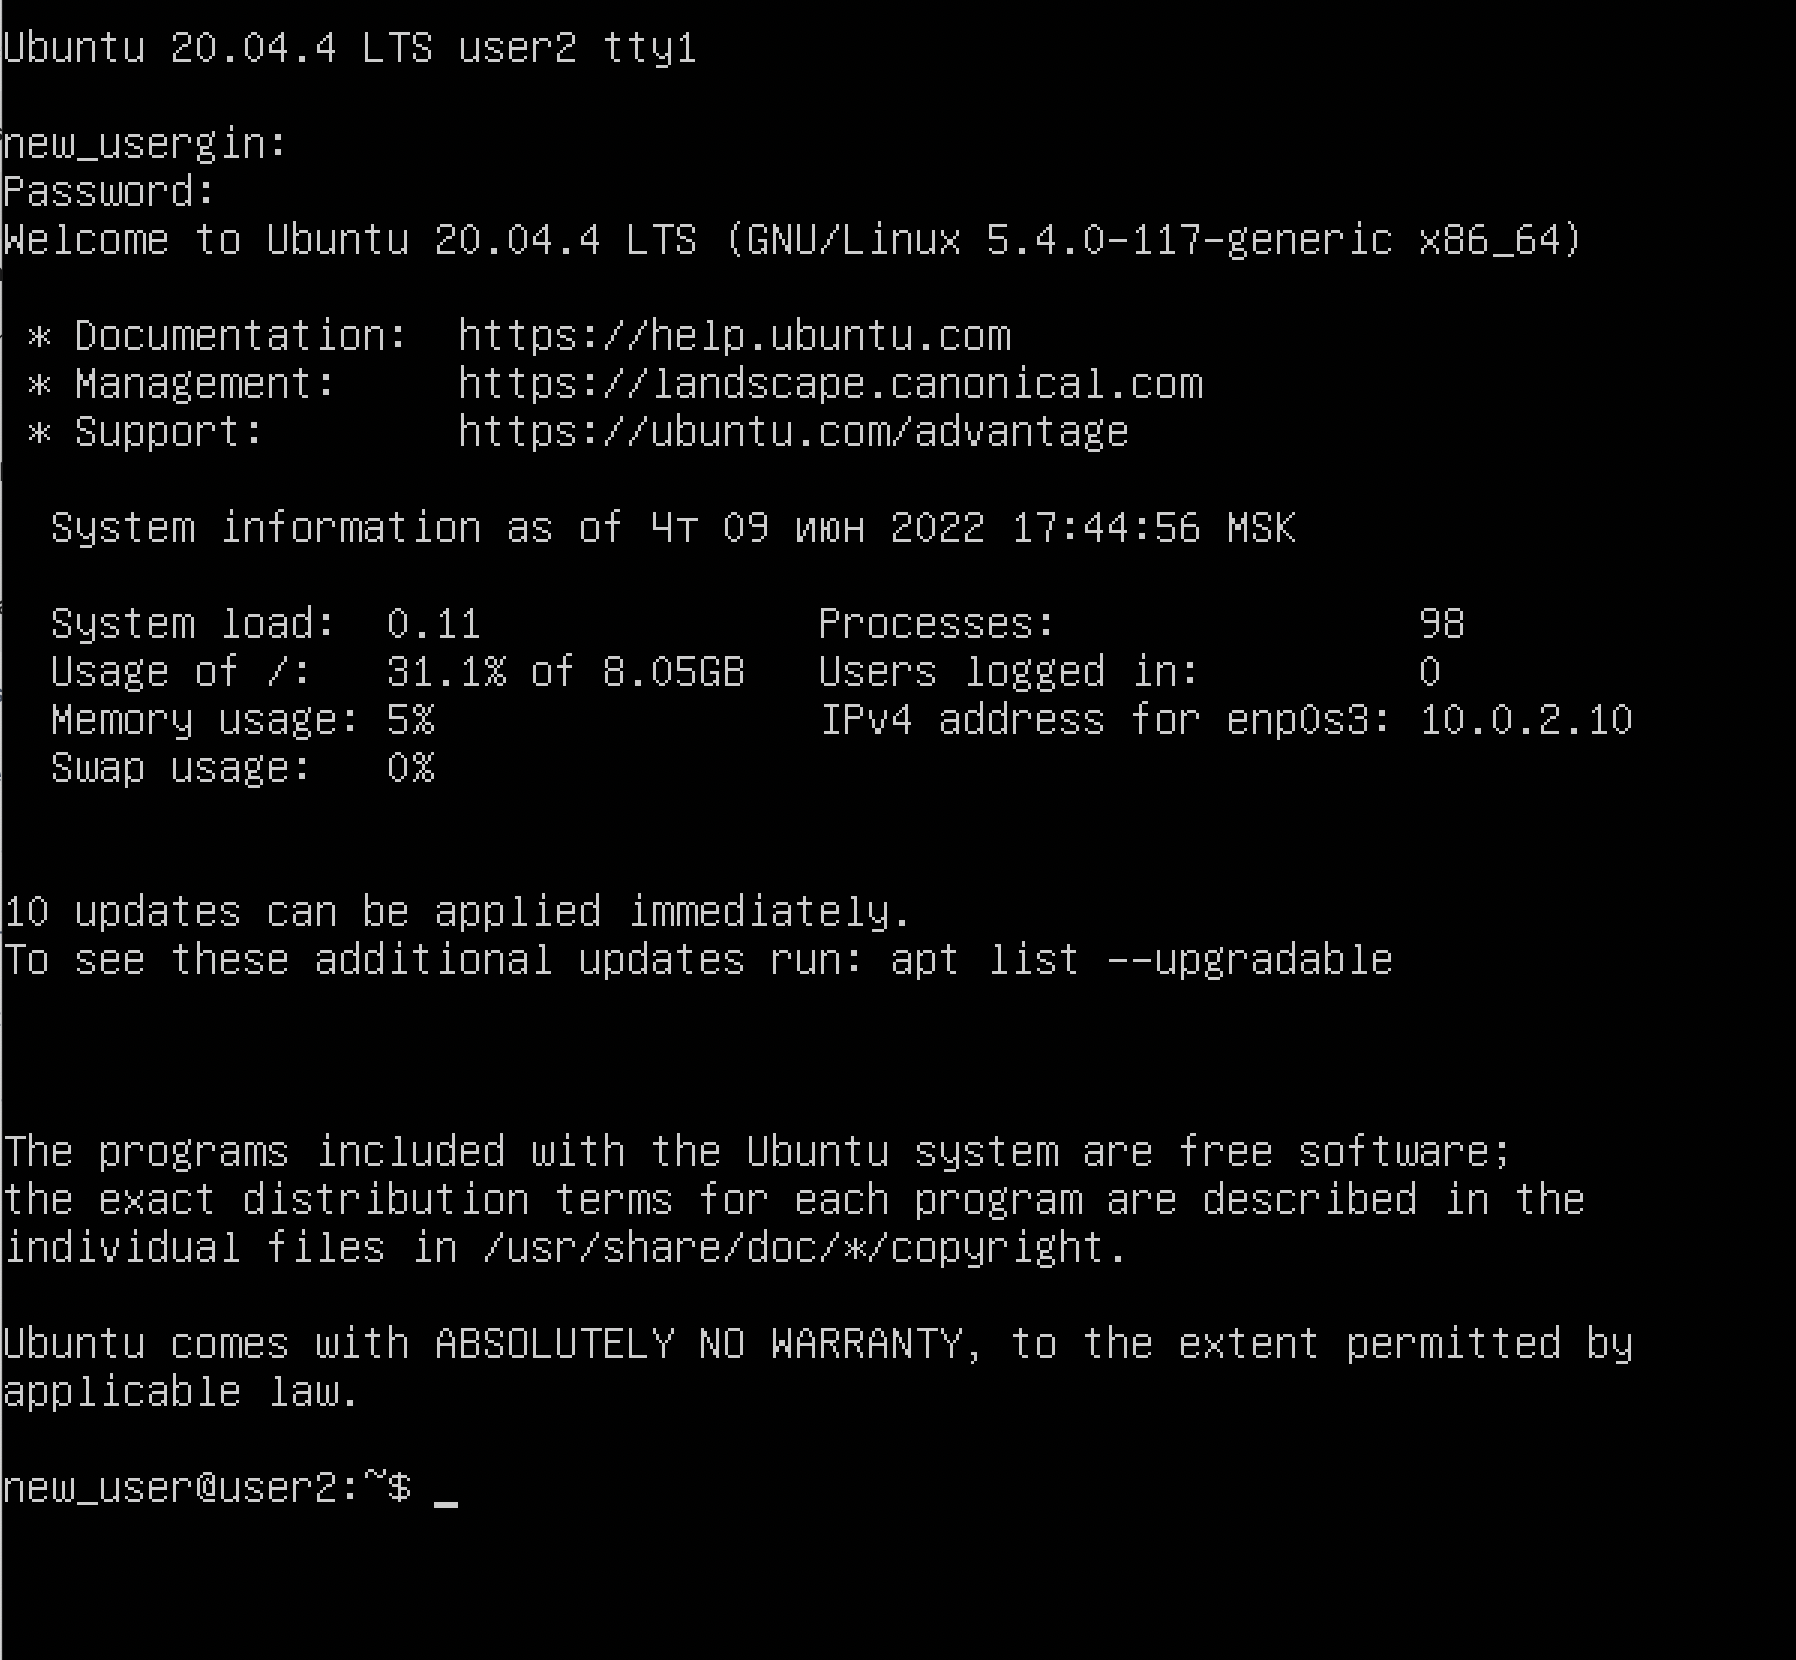 Ubuntu 20.04.4 LTS user2 tty1
new_usergin:
Password:
Welcome to Ubuntu 20.04.4 LTS (GNU/Linux 5.4.0-117-generic x86_64)
* Documentation:  https://help.ubuntu.com
* Management:     https://landscape.canonical.com
* Support:        https://ubuntu.com/advantage
System information as of Чт 09 июн 2022 17:44:56 MSK
System load:  0.11              Processes:               98
Usage of /:   31.1% of 8.05GB   Users logged in:         0
Memory usage: 5%                IPv4 address for enp0s3: 10.0.2.10
Swap usage:   0%
10 updates can be applied immediately.
To see these additional updates run: apt list --upgradable
The programs included with the Ubuntu system are free software;
the exact distribution terms for each program are described in the
individual files in /usr/share/doc/*/copyright.
Ubuntu comes with ABSOLUTELY NO WARRANTY, to the extent permitted by
applicable law.
new_user@user2:~$ _